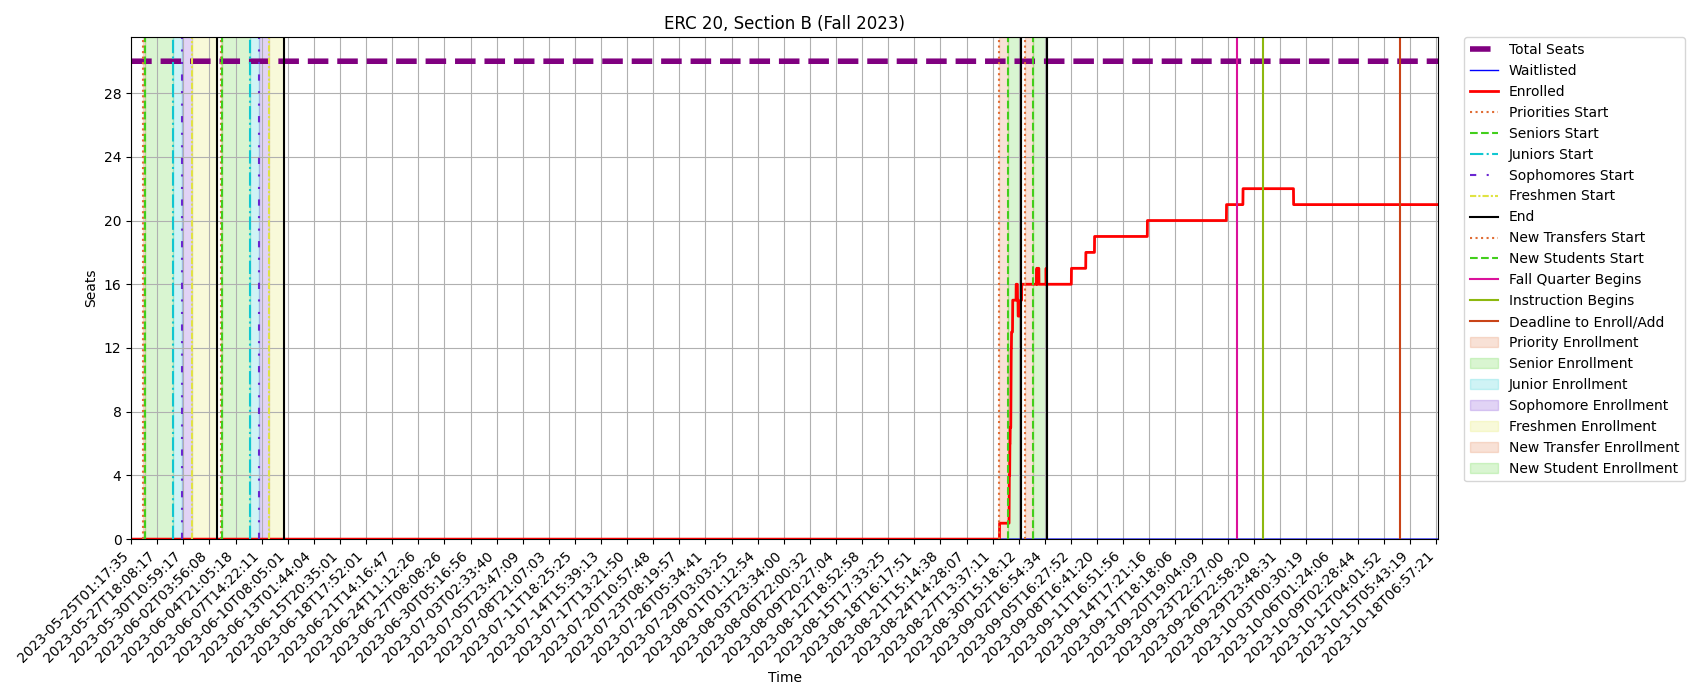 ERC 20, Section B (Fall 2023)
Seats
28
24
20
16
12
8
4
0
2023-05-25T01:17:35
2023-05-27T18:08:17
2023-05-30T10:59:17
2023-06-02T03:56:08
2023-06-04T21:05:18
2023-06-07T14:22:11
2023-06-10T08:05:01
2023-06-13T01:44:04
2023-06-15T20:35:01
2023-06-18T17:52:01
2023-06-21T14:16:47
2023-06-24T11:12:26
2023-06-27T08:08:26
2023-06-30T05:16:56
2023-07-03T02:33:40
2023-07-05T23:47:09
2023-07-08T21:07:03
2023-07-11T18:25:25
2023-07-14T15:39:13
2023-07-17T13:21:50
2023-07-20T10:57:48
2023-07-23T08:19:57
2023-07-26T05:34:41
2023-07-29T03:03:25
2023-08-01T01:12:54
2023-08-03T23:34:00
2023-08-06T22:00:32
2023-08-09T20:27:04
2023-08-12T18:52:58
2023-08-15T17:33:25
2023-08-18T16:17:51
2023-08-21T15:14:38
2023-08-24T14:28:07
2023-08-27T13:37:11
2023-08-30T15:18:12
2023-09-02T16:54:34
2023-09-05T16:27:52
2023-09-08T16:41:20
2023-09-11T16:51:56
2023-09-14T17:21:16
2023-09-17T18:18:06
2023-09-20T19:04:09
2023-09-23T22:27:00
2023-09-26T22:58:20
2023-09-29T23:48:31
2023-10-03T00:30:19
2023-10-06T01:24:06
2023-10-09T02:28:44
2023-10-12T04:01:52
2023-10-15T05:43:19
2023-10-18T06:57:21
Time
Total Seats
Waitlisted
Enrolled
Priorities Start
Seniors Start
Juniors Start
Sophomores Start
Freshmen Start
End
New Transfers Start
New Students Start
Fall Quarter Begins
Instruction Begins
Deadline to Enroll/Add
Priority Enrollment
Senior Enrollment
Junior Enrollment
Sophomore Enrollment
Freshmen Enrollment
New Transfer Enrollment
New Student Enrollment